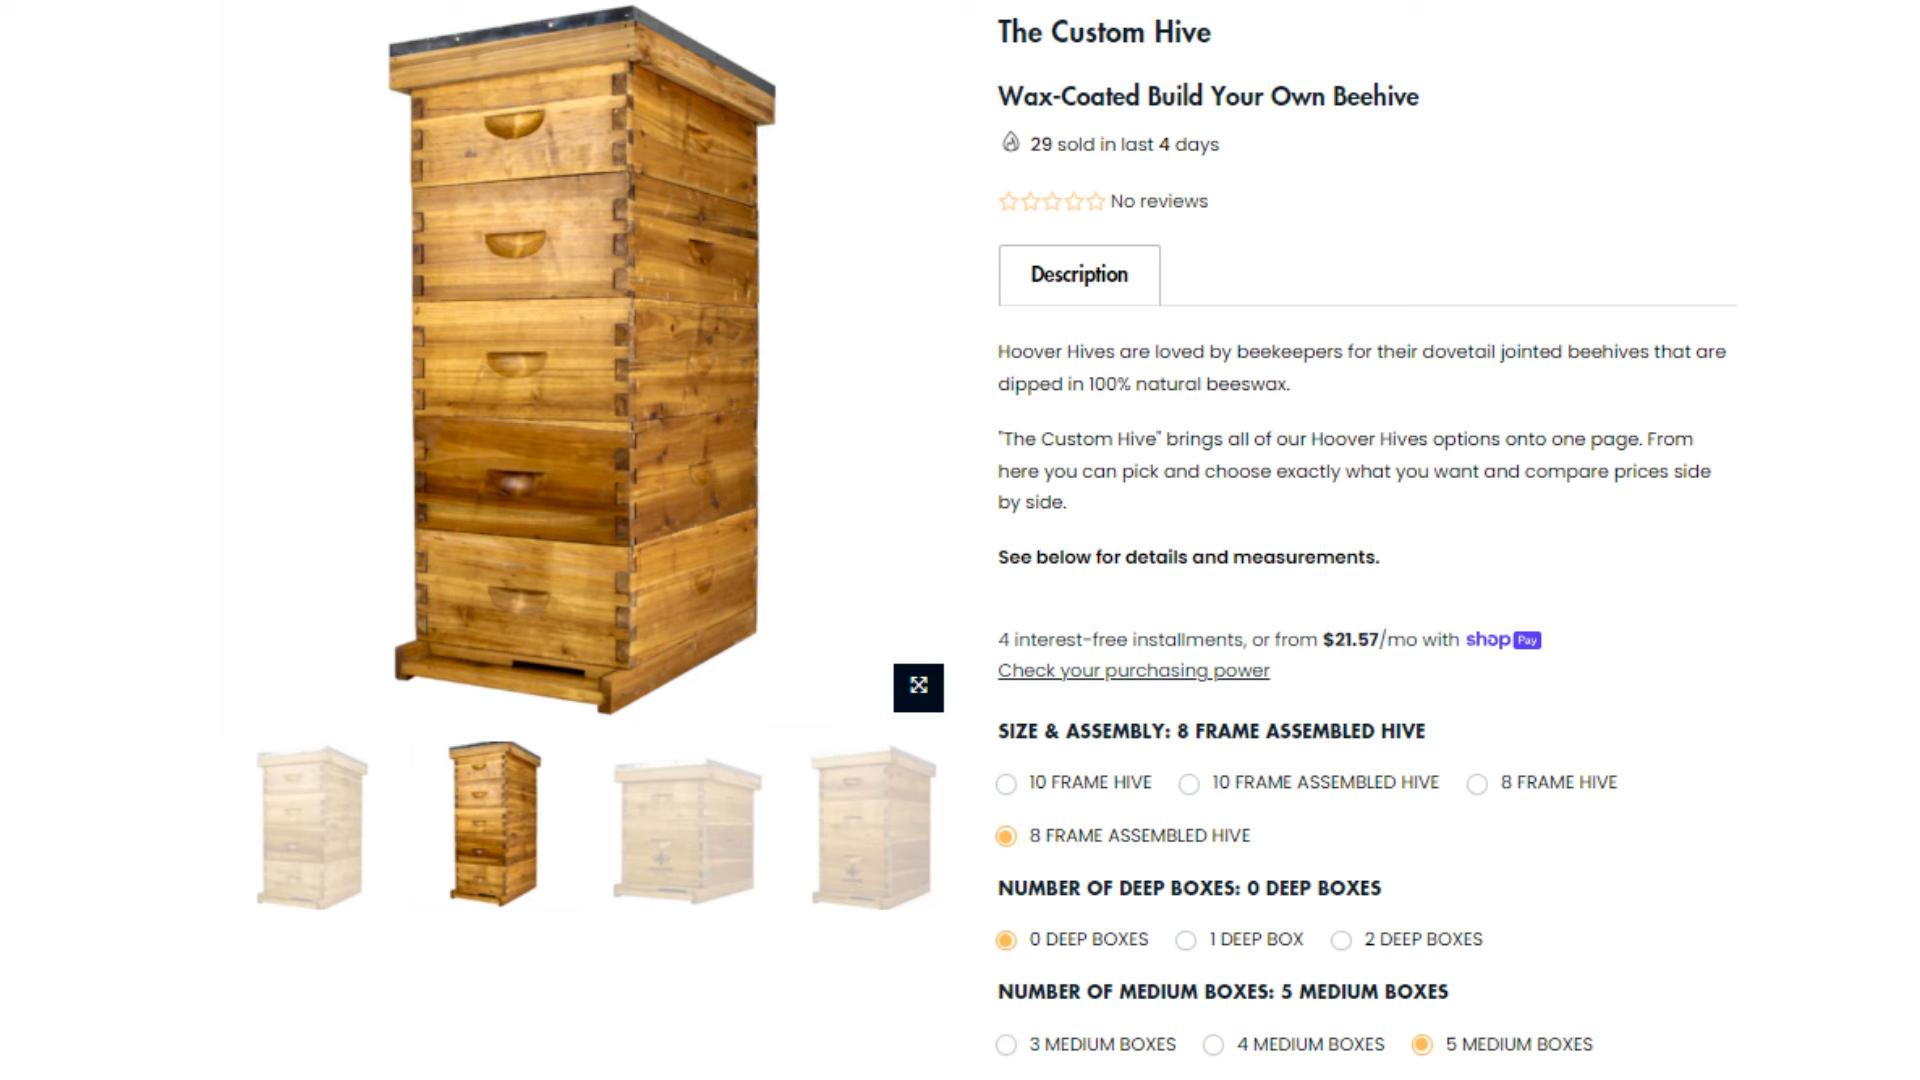 The Custom Hive
Wax-Coated Build Your Own Beehive
29 sold in last 4 days
No reviews
Description
Hoover Hives are loved by beekeepers for their dovetail jointed beehives that are
dipped in 100% natural beeswax.
"The Custom Hive" brings all of our Hoover Hives options onto one page. From
here you can pick and choose exactly what you want and compare prices side
by side.
See below for details and measurements.
4 interest-free installments, or from $21.57/mo with shop Pay
Check your purchasing power
SIZE & ASSEMBLY: 8 FRAME ASSEMBLED HIVE
10 FRAME HIVE 10 FRAME ASSEMBLED HIVE 8 FRAME HIVE
8 FRAME ASSEMBLED HIVE
NUMBER OF DEEP BOXES: 0 DEEP BOXES
0 DEEP BOXES 1 DEEP BOX 2 DEEP BOXES
NUMBER OF MEDIUM BOXES: 5 MEDIUM BOXES
3 MEDIUM BOXES 4 MEDIUM BOXES 5 MEDIUM BOXES